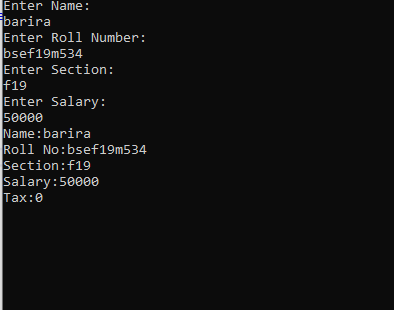 Enter Name:
barira
Enter Roll Number:
bsef19m534
Enter Section:
f19
Enter Salary:
50000
Name:barira
Roll No:bsef19m534
Section:f19
Salary:50000
Tax:0